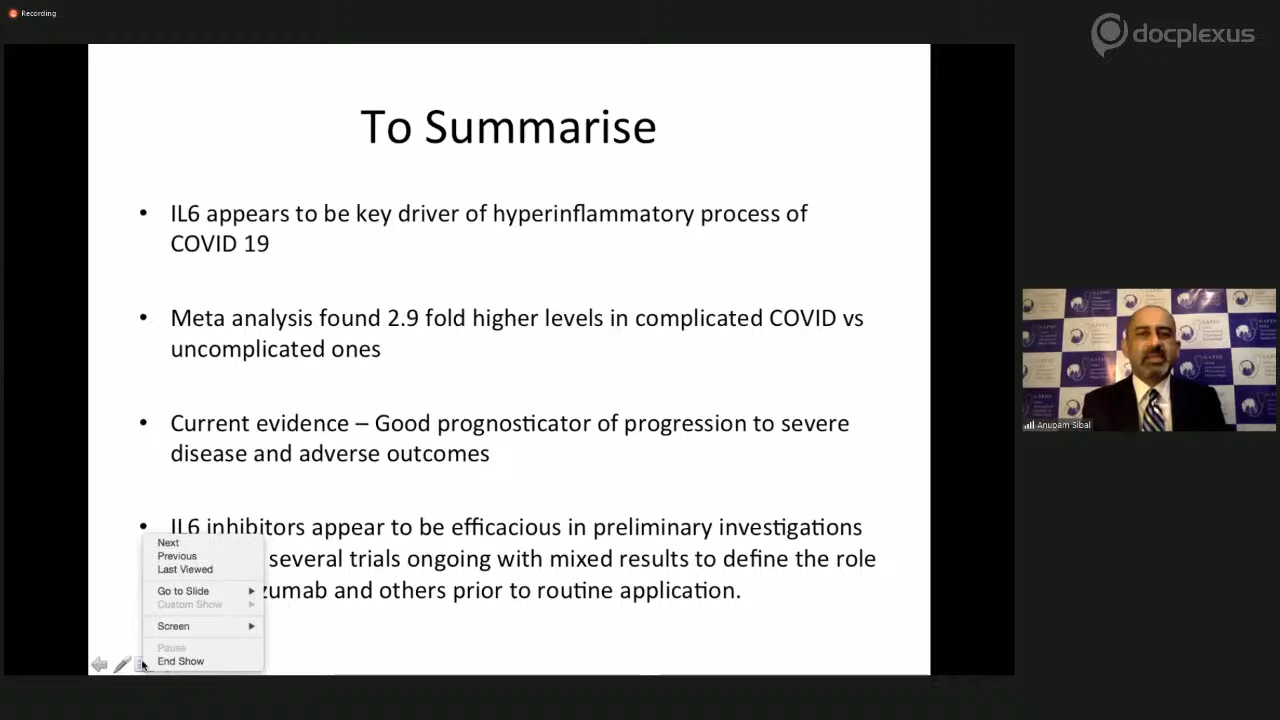 Recording
docplexus
To Summarise
• IL6 appears to be key driver of hyperinflammatory process of
COVID 19
• Meta analysis found 2.9 fold higher levels in complicated COVID vs
uncomplicated ones
• Current evidence – Good prognosticator of progression to severe
disease and adverse outcomes
• IL6 inhibitors appear to be efficacious in preliminary investigations
several trials ongoing with mixed results to define the role
zumab and others prior to routine application.
Next
Previous
Last Viewed
Go to Slide
Custom Show
Screen
Pause
End Show
GAPIO
Anupam Sibal